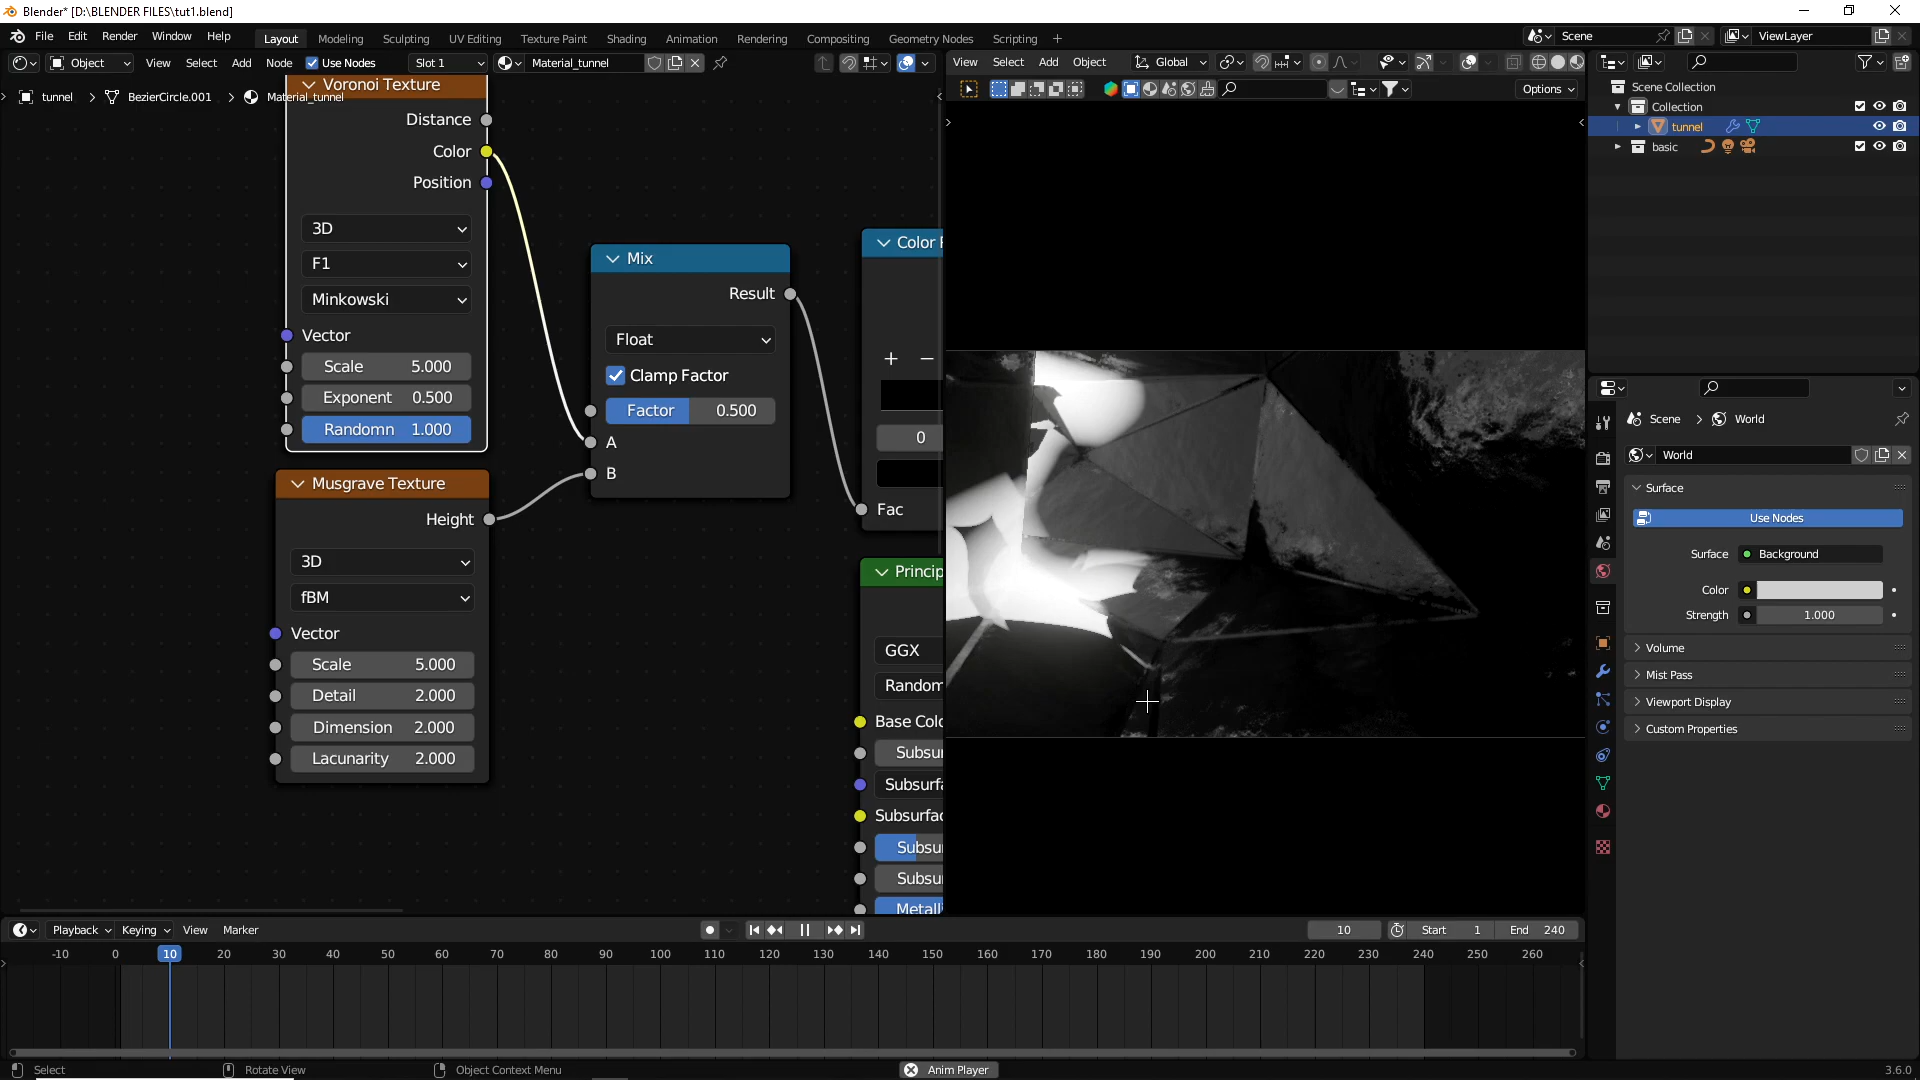 Blender* [D:\BLENDER FILES\tut1.blend]
File Edit Render Window Help Layout Modeling Sculpting UV Editing Texture Paint Shading Animation Rendering Compositing Geometry Nodes Scripting + Scene ViewLayer
Object View Select Add Node Use Nodes Slot 1 Material_tunnel
View Select Add Object Global
Options
tunnel > BezierCircle.001 > Material_tunnel
Voronoi Texture
Distance
Color
Position
3D
F1
Minkowski
Vector
Scale 5.000
Exponent 0.500
Randomn 1.000
Musgrave Texture
Height
3D
fBM
Vector
Scale 5.000
Detail 2.000
Dimension 2.000
Lacunarity 2.000
Mix
Result
Float
Clamp Factor
Factor 0.500
A
B
Color
+ −
0
Fac
Princip
GGX
Random
Base Colo
Subsu
Subsurfa
Subsurfac
Subsu
Subsu
Metalli
Scene Collection
Collection
tunnel
basic
Scene > World
World
Surface
Use Nodes
Surface Background
Color
Strength 1.000
Volume
Mist Pass
Viewport Display
Custom Properties
Playback Keying View Marker 10 Start 1 End 240
-10 0 10 20 30 40 50 60 70 80 90 100 110 120 130 140 150 160 170 180 190 200 210 220 230 240 250 260
Select Rotate View Object Context Menu Anim Player 3.6.0